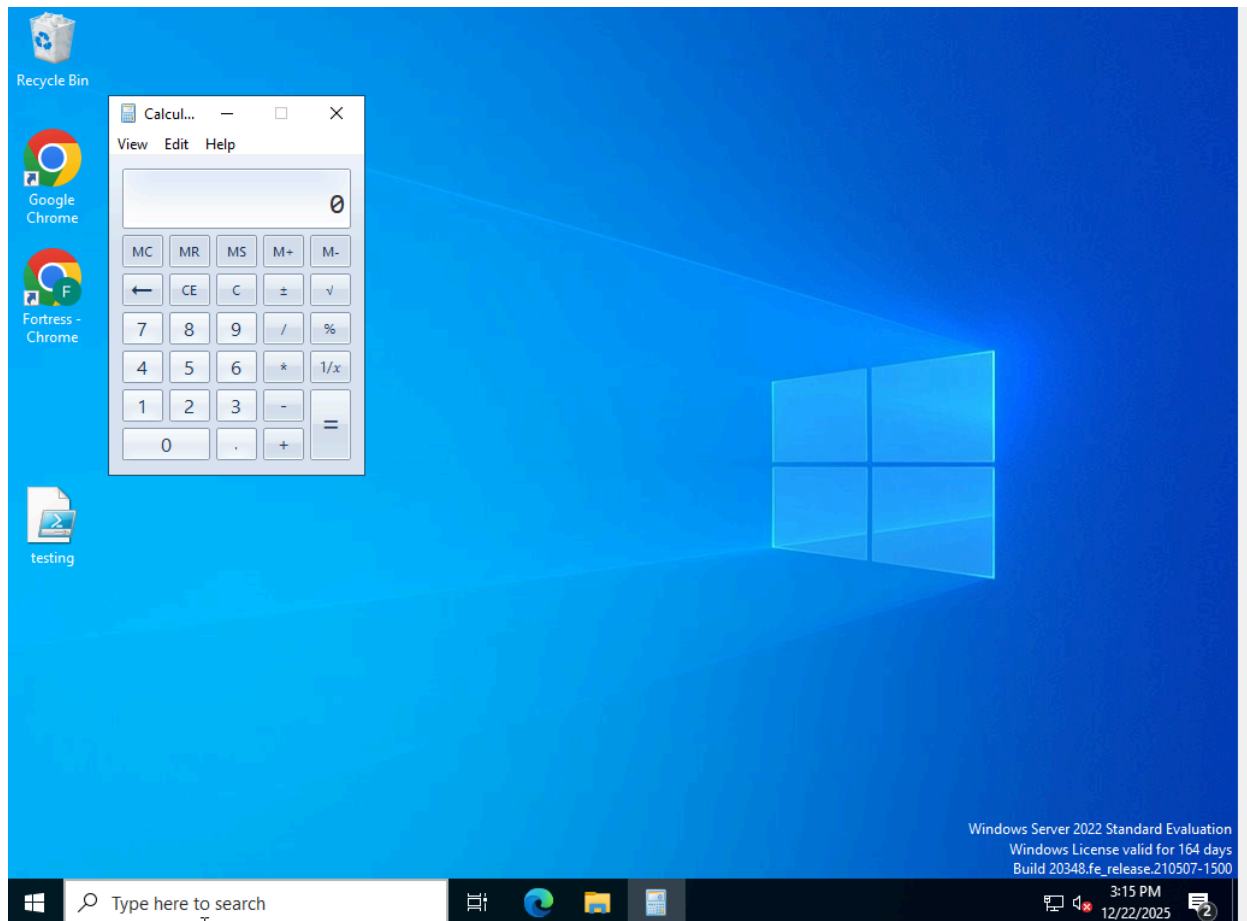 Recycle Bin
Calcul...
View Edit Help
0
MC MR MS M+ M-
← CE C ± √
7 8 9 / %
4 5 6 * 1/x
1 2 3 - =
0 . +
Google
Chrome
F
Fortress -
Chrome
testing
Windows Server 2022 Standard Evaluation
Windows License valid for 164 days
Build 20348.fe_release.210507-1500
Type here to search
3:15 PM
12/22/2025
2